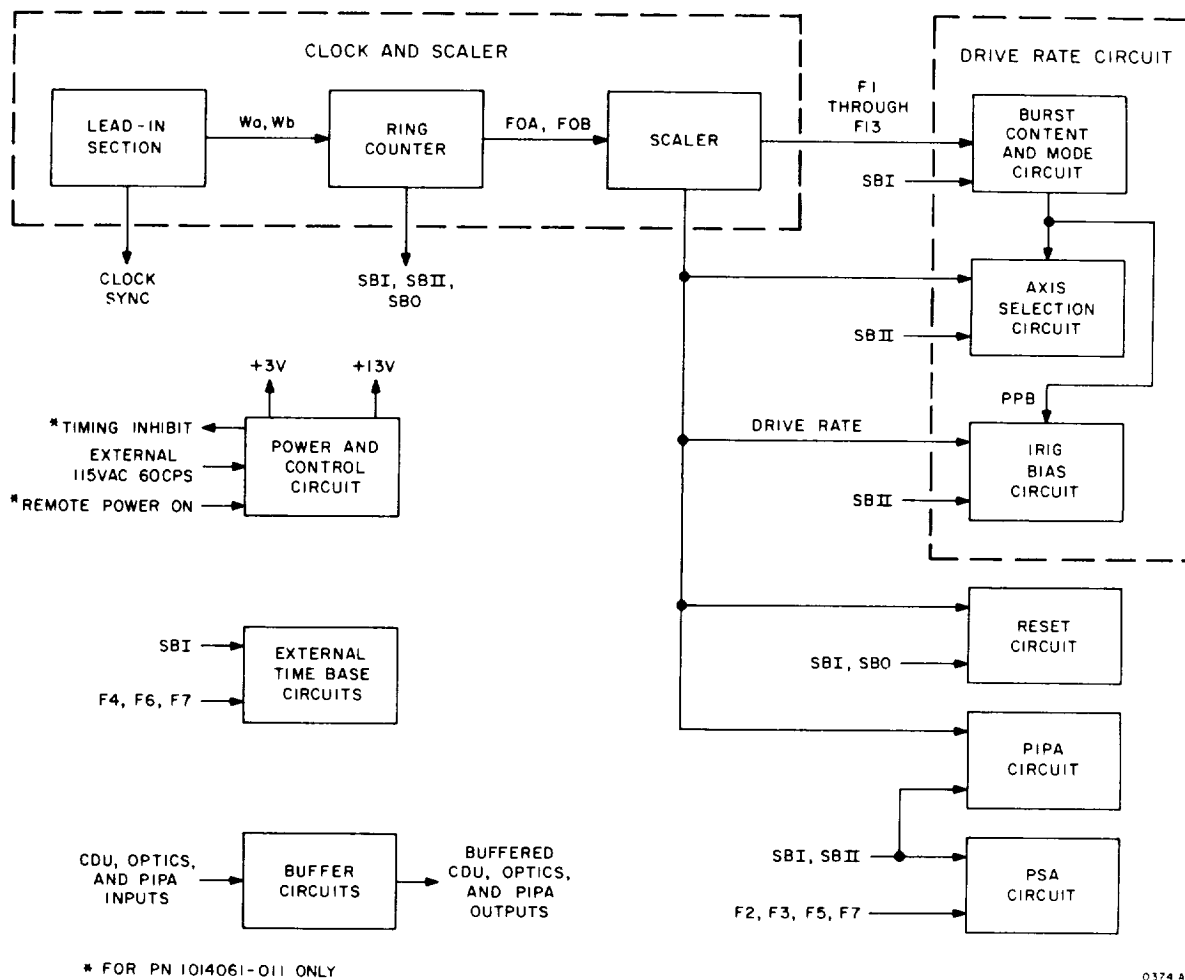 CLOCK AND SCALER
LEAD-IN
SECTION
Wa, Wb
RING
COUNTER
FOA, FOB
SCALER
CLOCK
SYNC
SBI, SBII,
SBO
F1
THROUGH
F13
DRIVE RATE CIRCUIT
BURST
CONTENT
AND MODE
CIRCUIT
SBI
AXIS
SELECTION
CIRCUIT
SBII
PPB
DRIVE RATE
IRIG
BIAS
CIRCUIT
SBII
+3V
+13V
*TIMING INHIBIT
EXTERNAL
115VAC 60CPS
*REMOTE POWER ON
POWER AND
CONTROL
CIRCUIT
RESET
CIRCUIT
SBI, SBO
SBI
F4, F6, F7
EXTERNAL
TIME BASE
CIRCUITS
PIPA
CIRCUIT
SBI, SBII
PSA
CIRCUIT
F2, F3, F5, F7
CDU, OPTICS,
AND PIPA
INPUTS
BUFFER
CIRCUITS
BUFFERED
CDU, OPTICS,
AND PIPA
OUTPUTS
* FOR PN 1014061-011 ONLY
0374 A